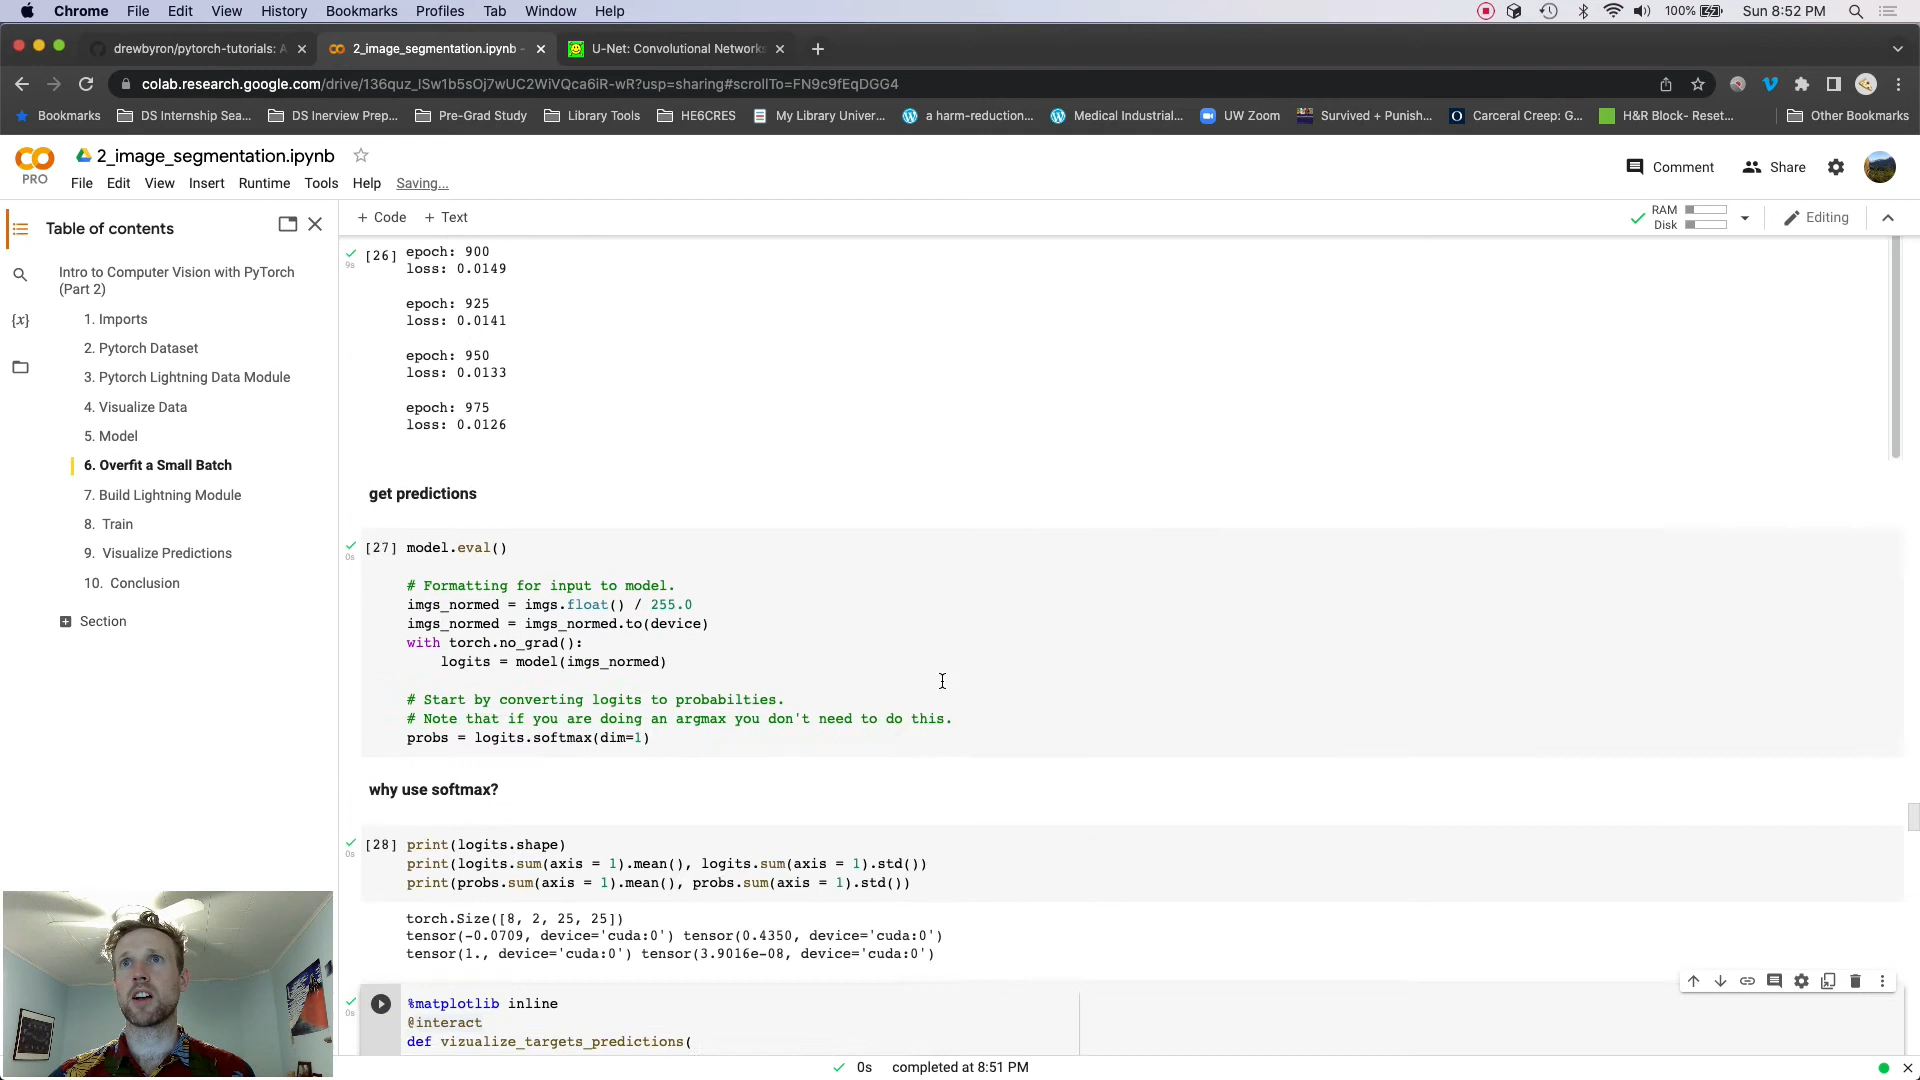 Chrome File Edit View History Bookmarks Profiles Tab Window Help 100% Sun 8:52 PM
drewbyron/pytorch-tutorials: A 2_image_segmentation.ipynb - U-Net: Convolutional Networks
colab.research.google.com/drive/136quz_lSw1b5sOj7wUC2WiVQca6iR-wR?usp=sharing#scrollTo=FN9c9fEqDGG4
Bookmarks DS Internship Sea... DS Inerview Prep... Pre-Grad Study Library Tools HE6CRES My Library Univer... a harm-reduction... Medical Industrial... UW Zoom Survived + Punish... Carceral Creep: G... H&R Block- Reset... Other Bookmarks
2_image_segmentation.ipynb
PRO
File Edit View Insert Runtime Tools Help Saving...
Comment Share
+ Code + Text
RAM
Disk
Editing
Table of contents
Intro to Computer Vision with PyTorch
(Part 2)
1. Imports
2. Pytorch Dataset
3. Pytorch Lightning Data Module
4. Visualize Data
5. Model
6. Overfit a Small Batch
7. Build Lightning Module
8. Train
9. Visualize Predictions
10. Conclusion
Section
{x}
9s
[26] epoch: 900
loss: 0.0149
epoch: 925
loss: 0.0141
epoch: 950
loss: 0.0133
epoch: 975
loss: 0.0126
get predictions
0s
[27] model.eval()
# Formatting for input to model.
imgs_normed = imgs.float() / 255.0
imgs_normed = imgs_normed.to(device)
with torch.no_grad():
logits = model(imgs_normed)
# Start by converting logits to probabilties.
# Note that if you are doing an argmax you don't need to do this.
probs = logits.softmax(dim=1)
why use softmax?
0s
[28] print(logits.shape)
print(logits.sum(axis = 1).mean(), logits.sum(axis = 1).std())
print(probs.sum(axis = 1).mean(), probs.sum(axis = 1).std())
torch.Size([8, 2, 25, 25])
tensor(-0.0709, device='cuda:0') tensor(0.4350, device='cuda:0')
tensor(1., device='cuda:0') tensor(3.9016e-08, device='cuda:0')
0s
%matplotlib inline
@interact
def vizualize_targets_predictions(
0s completed at 8:51 PM